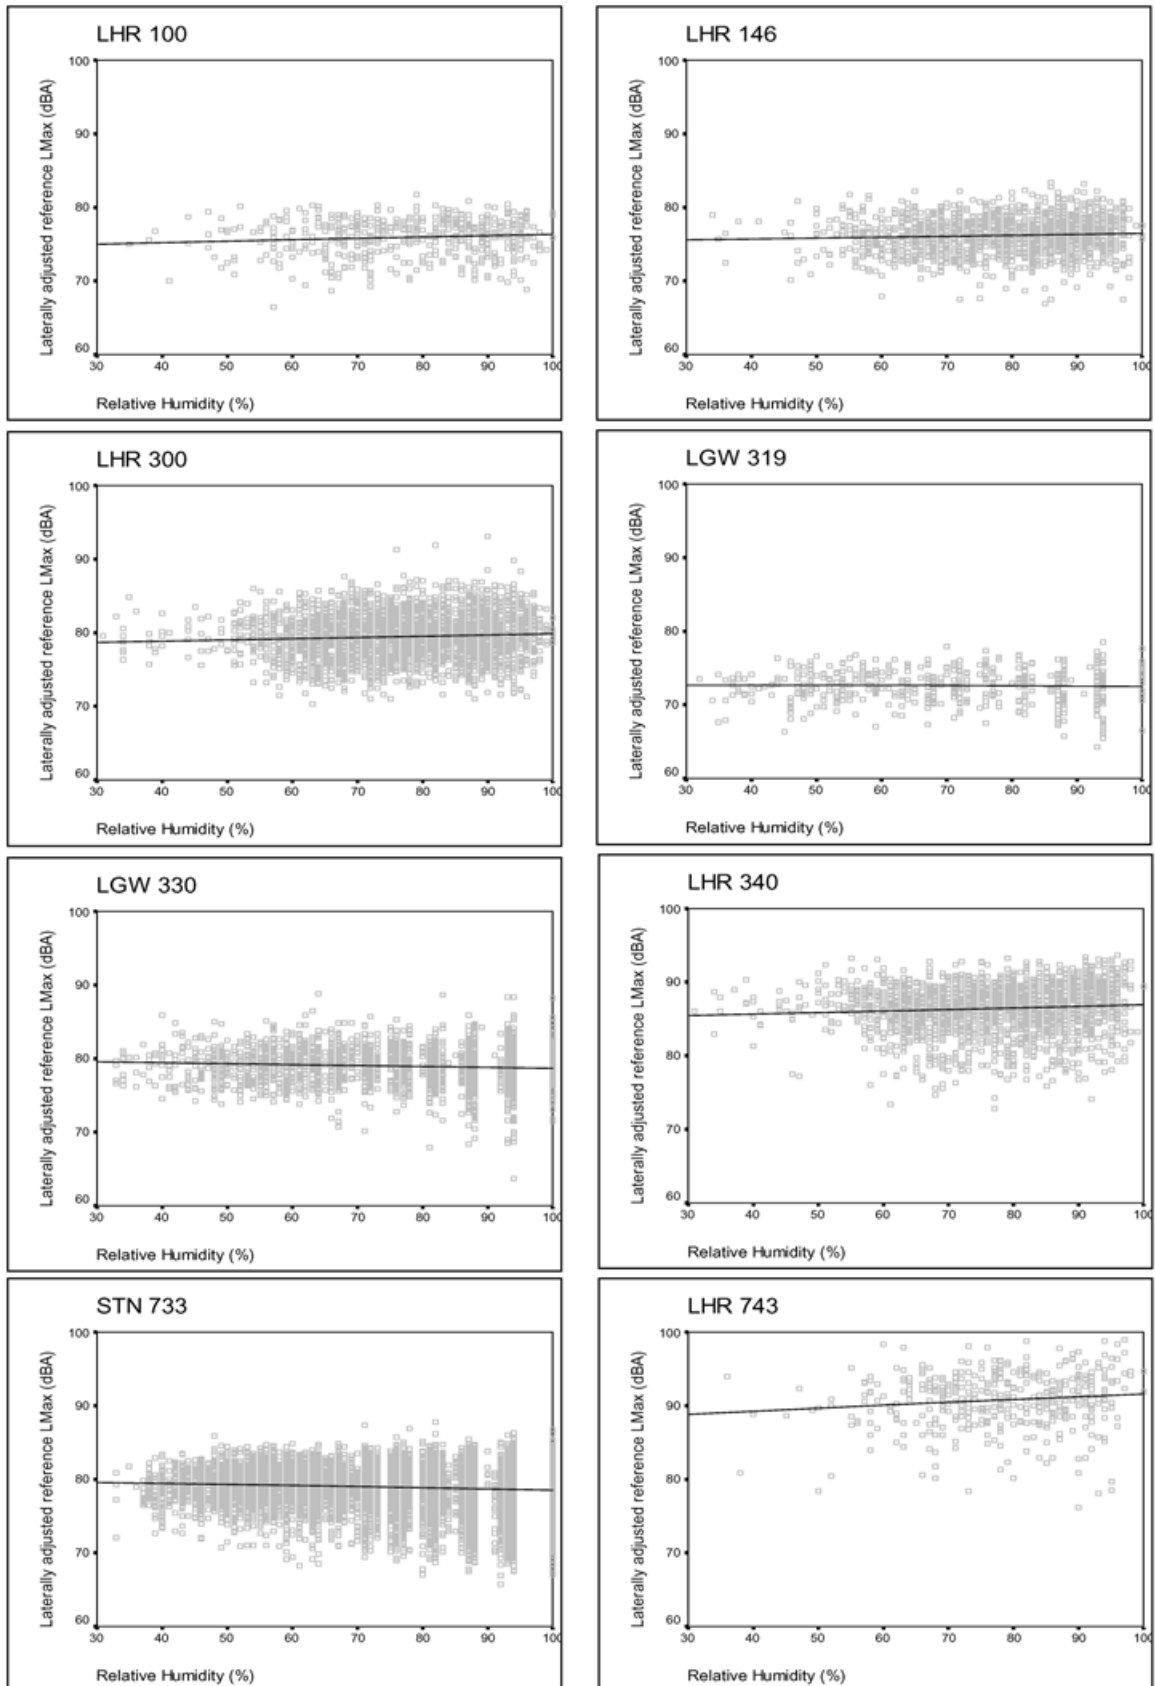 LHR 100
Laterally adjusted reference LMax (dBA)
100
90
80
70
60
30 40 50 60 70 80 90 100
Relative Humidity (%)
LHR 146
Laterally adjusted reference LMax (dBA)
100
90
80
70
60
30 40 50 60 70 80 90 100
Relative Humidity (%)
LHR 300
Laterally adjusted reference LMax (dBA)
100
90
80
70
60
30 40 50 60 70 80 90 100
Relative Humidity (%)
LGW 319
Laterally adjusted reference LMax (dBA)
100
90
80
70
60
30 40 50 60 70 80 90 100
Relative Humidity (%)
LGW 330
Laterally adjusted reference LMax (dBA)
100
90
80
70
60
30 40 50 60 70 80 90 100
Relative Humidity (%)
LHR 340
Laterally adjusted reference LMax (dBA)
100
90
80
70
60
30 40 50 60 70 80 90 100
Relative Humidity (%)
STN 733
Laterally adjusted reference LMax (dBA)
100
90
80
70
60
30 40 50 60 70 80 90 100
Relative Humidity (%)
LHR 743
Laterally adjusted reference LMax (dBA)
100
90
80
70
60
30 40 50 60 70 80 90 100
Relative Humidity (%)